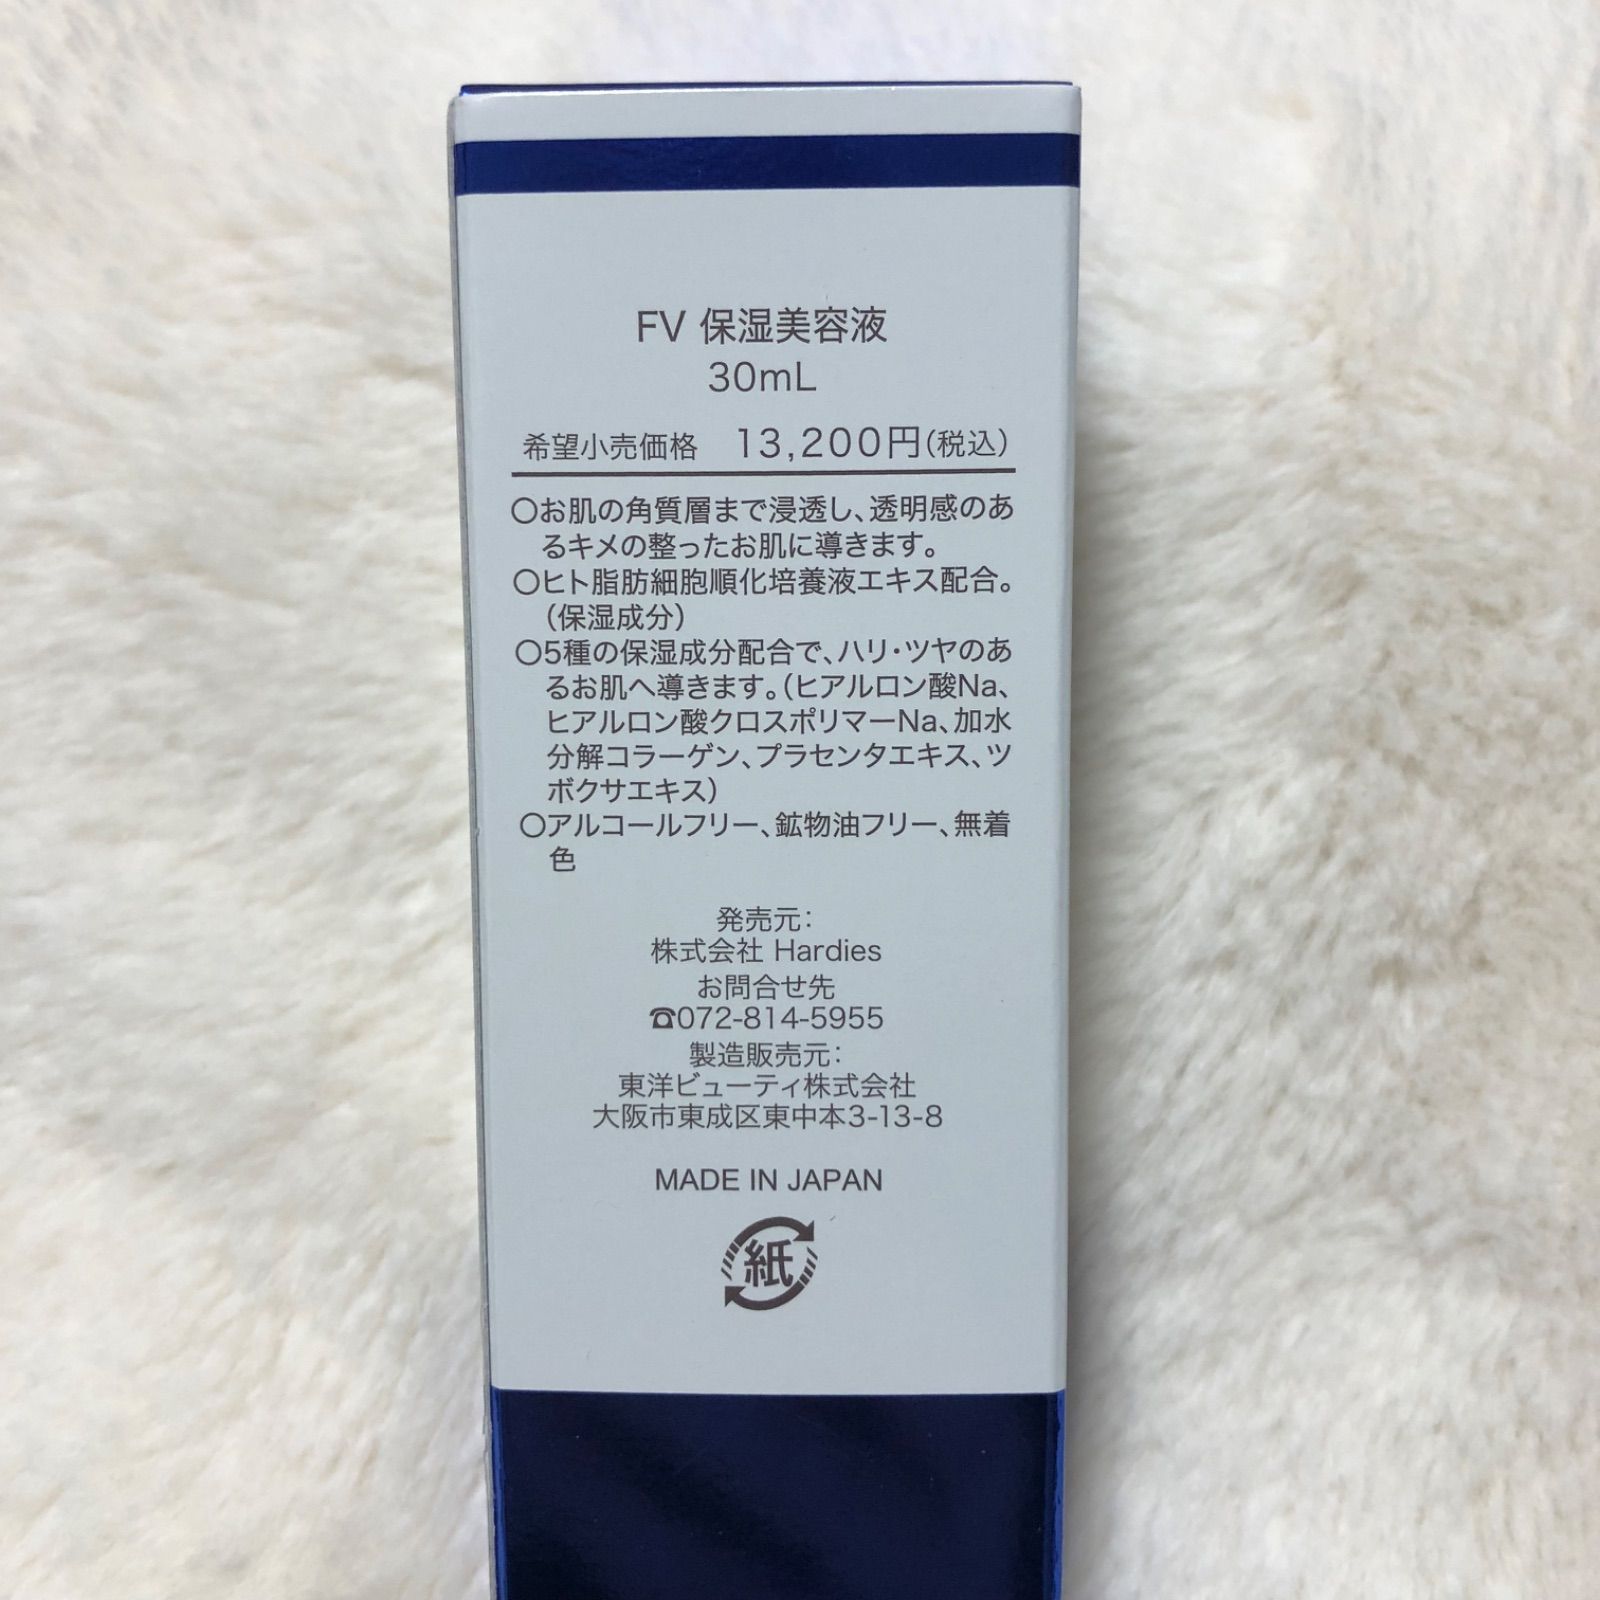 FV 保湿美容液
30mL
希望小売価格 13,200円(税込)
○お肌の角質層まで浸透し、透明感のあ
るキメの整ったお肌に導きます。
○ヒト脂肪細胞順化培養液エキス配合。
(保湿成分)
○5種の保湿成分配合で、ハリ・ツヤのあ
るお肌へ導きます。(ヒアルロン酸Na、
ヒアルロン酸クロスポリマーNa、加水
分解コラーゲン、プラセンタエキス、ツ
ボクサエキス)
○アルコールフリー、鉱物油フリー、無着
色
発売元:
株式会社 Hardies
お問合せ先
☎072-814-5955
製造販売元:
東洋ビューティ株式会社
大阪市東成区東中本3-13-8
MADE IN JAPAN
紙